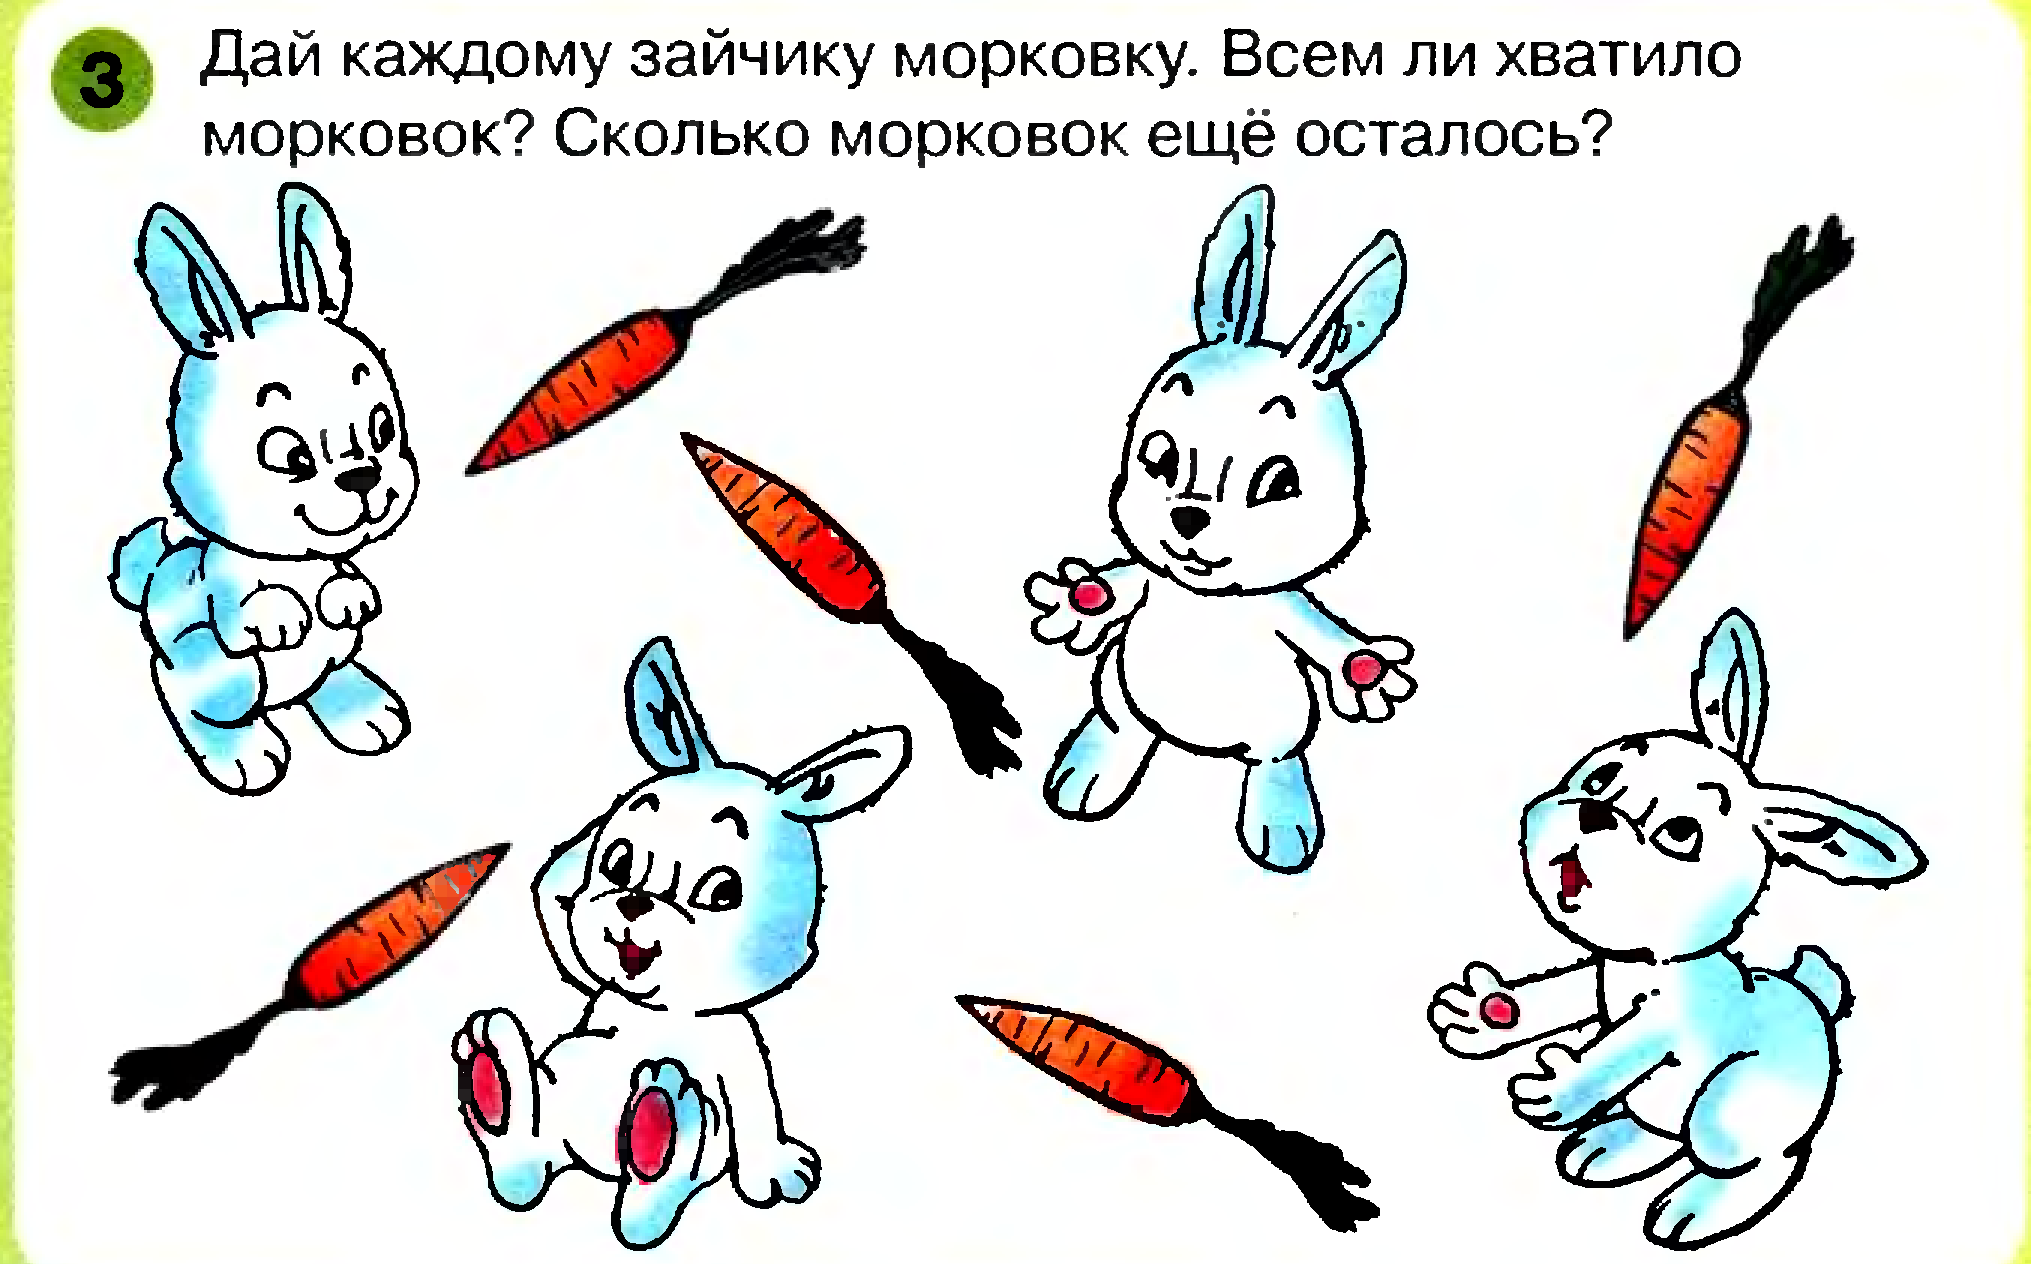 3 Дай каждому зайчику морковку. Всем ли хватило
морковок? Сколько морковок ещё осталось?